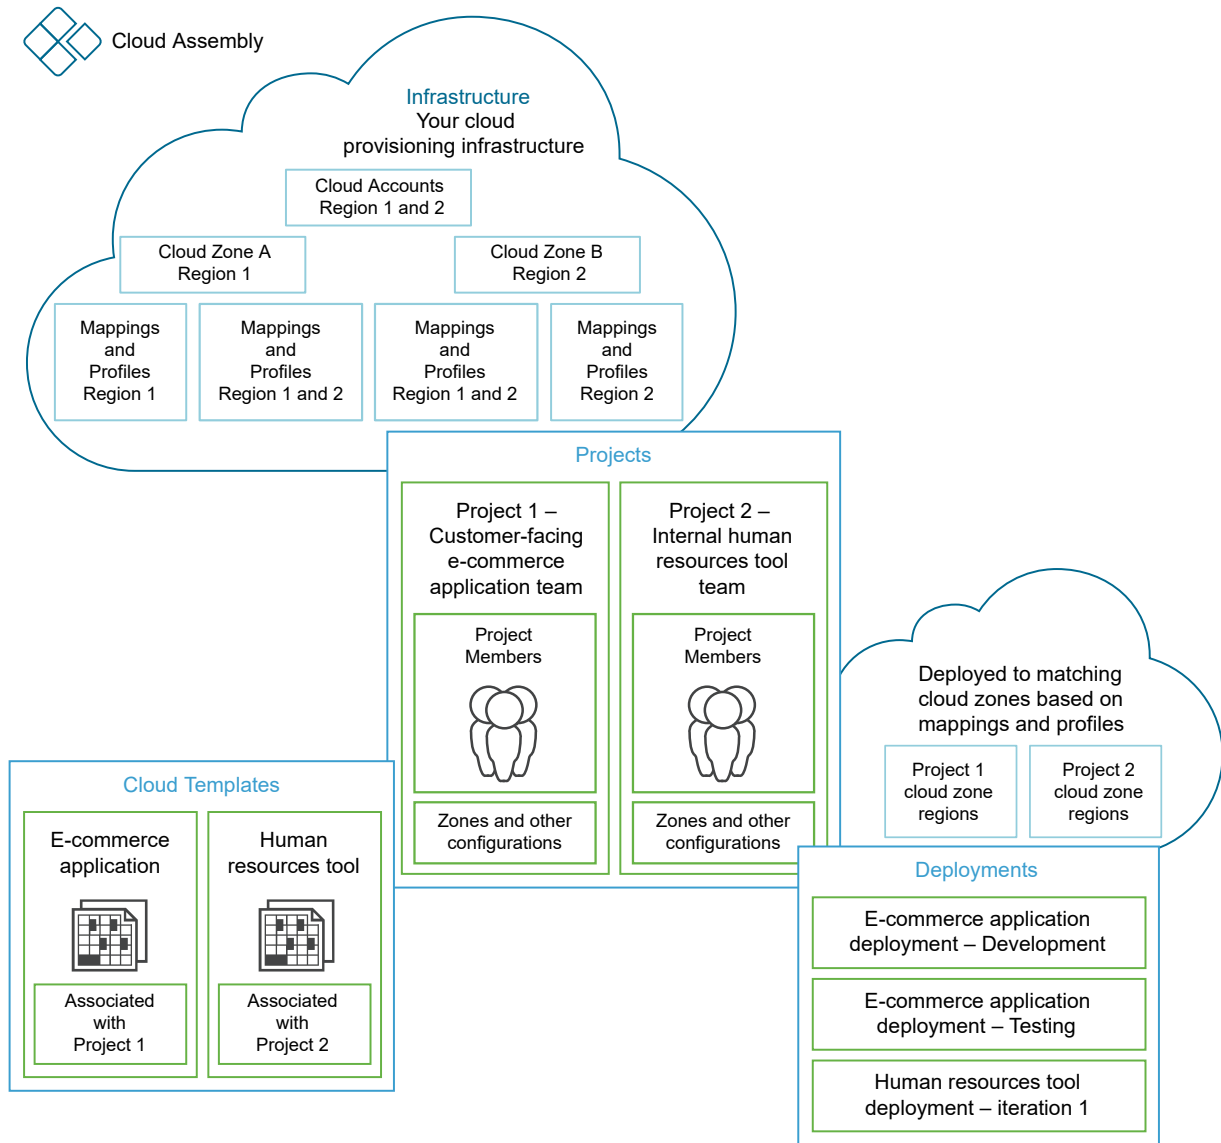 Cloud Assembly
Infrastructure
Your cloud
provisioning infrastructure
Cloud Accounts
Region 1 and 2
Cloud Zone A
Region 1
Cloud Zone B
Region 2
Mappings
and
Profiles
Region 1
Mappings
and
Profiles
Region 1 and 2
Mappings
and
Profiles
Region 1 and 2
Mappings
and
Profiles
Region 2
Projects
Project 1 –
Customer-facing
e-commerce
application team
Project
Members
Zones and other
configurations
Project 2 –
Internal human
resources tool
team
Project
Members
Zones and other
configurations
Cloud Templates
E-commerce
application
Associated
with
Project 1
Human
resources tool
Associated
with
Project 2
Deployed to matching
cloud zones based on
mappings and profiles
Project 1
cloud zone
regions
Project 2
cloud zone
regions
Deployments
E-commerce application
deployment – Development
E-commerce application
deployment – Testing
Human resources tool
deployment – iteration 1